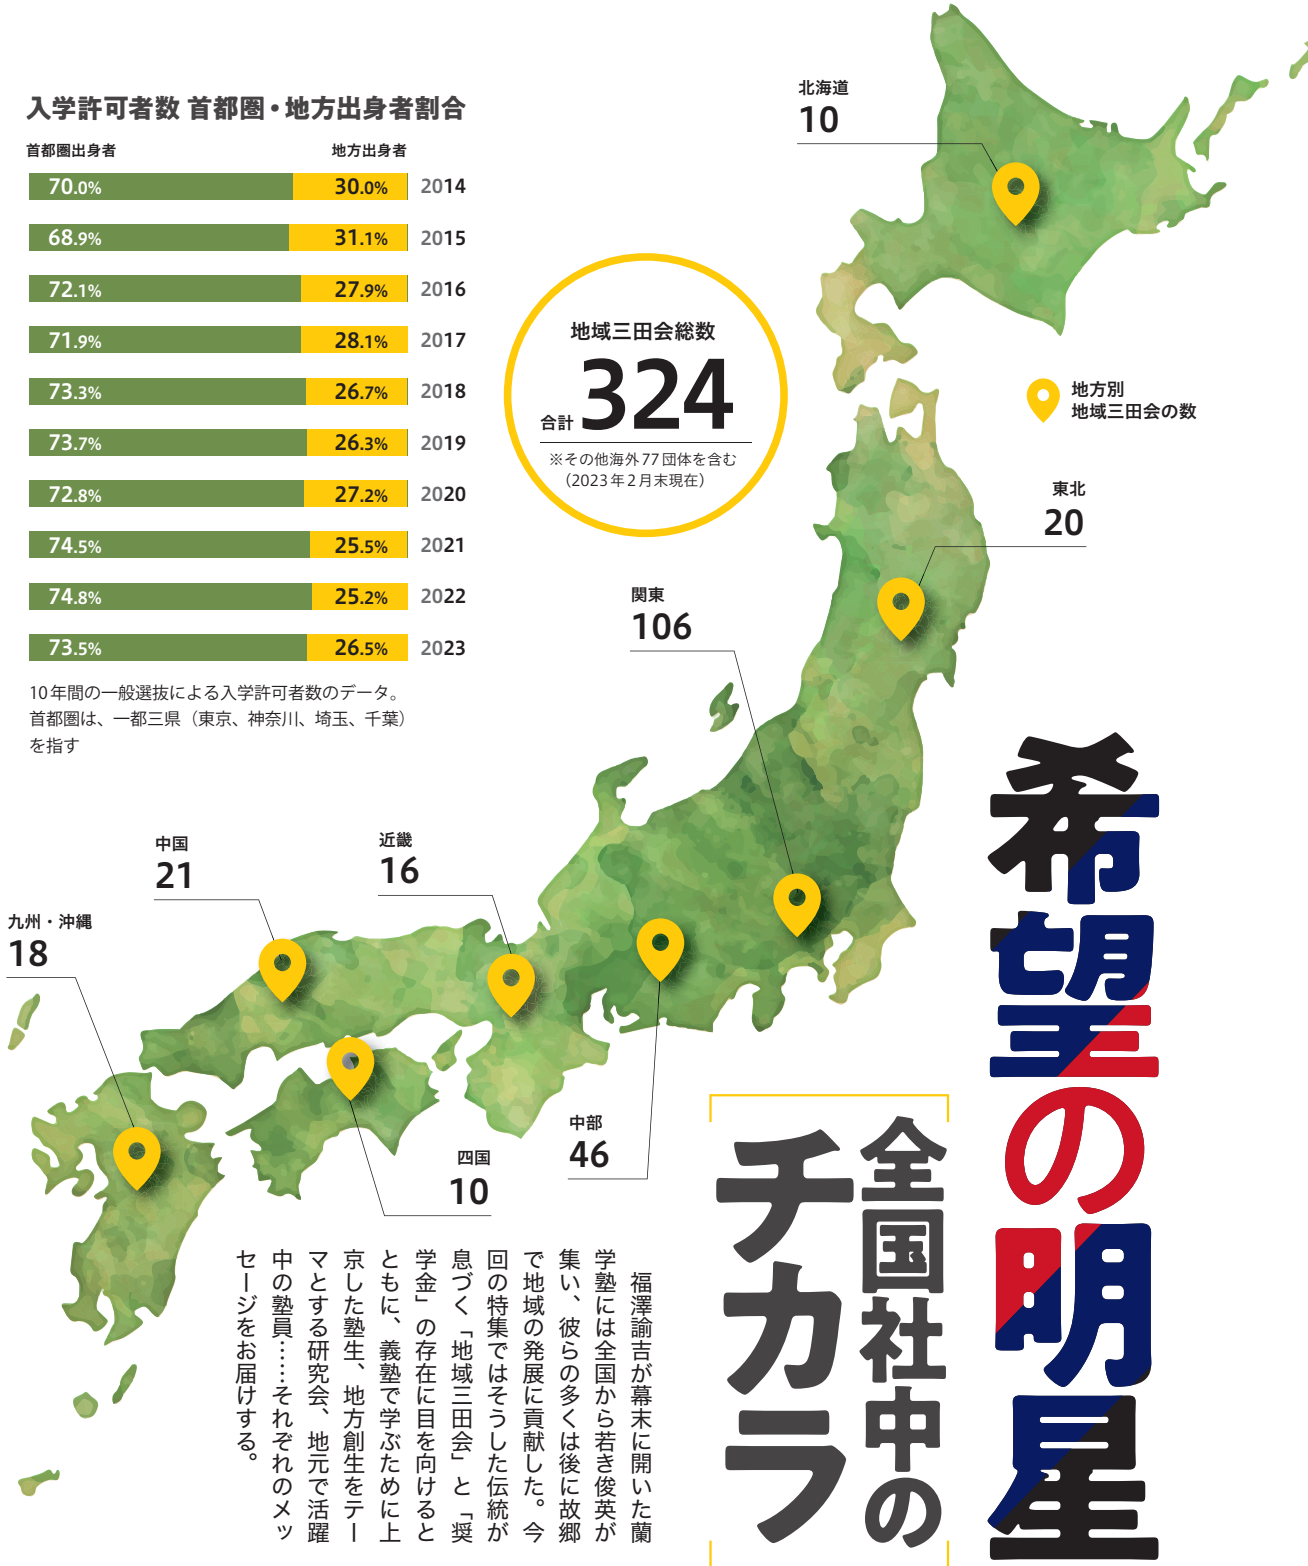 入学許可者数 首都圏・地方出身者割合
首都圏出身者 地方出身者
70.0% 30.0% 2014
68.9% 31.1% 2015
72.1% 27.9% 2016
71.9% 28.1% 2017
73.3% 26.7% 2018
73.7% 26.3% 2019
72.8% 27.2% 2020
74.5% 25.5% 2021
74.8% 25.2% 2022
73.5% 26.5% 2023
10年間の一般選抜による入学許可者数のデータ。
首都圏は、一都三県（東京、神奈川、埼玉、千葉）
を指す
地域三田会総数
合計 324
※その他海外77団体を含む
（2023年2月末現在）
地方別
地域三田会の数
北海道
10
東北
20
関東
106
中国
21
近畿
16
九州・沖縄
18
中部
46
四国
10
希望の明星
全国社中の
チカラ
福澤諭吉が幕末に開いた蘭
学塾には全国から若き俊英が
集い、彼らの多くは後に故郷
で地域の発展に貢献した。今
回の特集ではそうした伝統が
息づく「地域三田会」と「奨
学金」の存在に目を向けると
ともに、義塾で学ぶために上
京した塾生、地方創生をテー
マとする研究会、地元で活躍
中の塾員……それぞれのメッ
セージをお届けする。